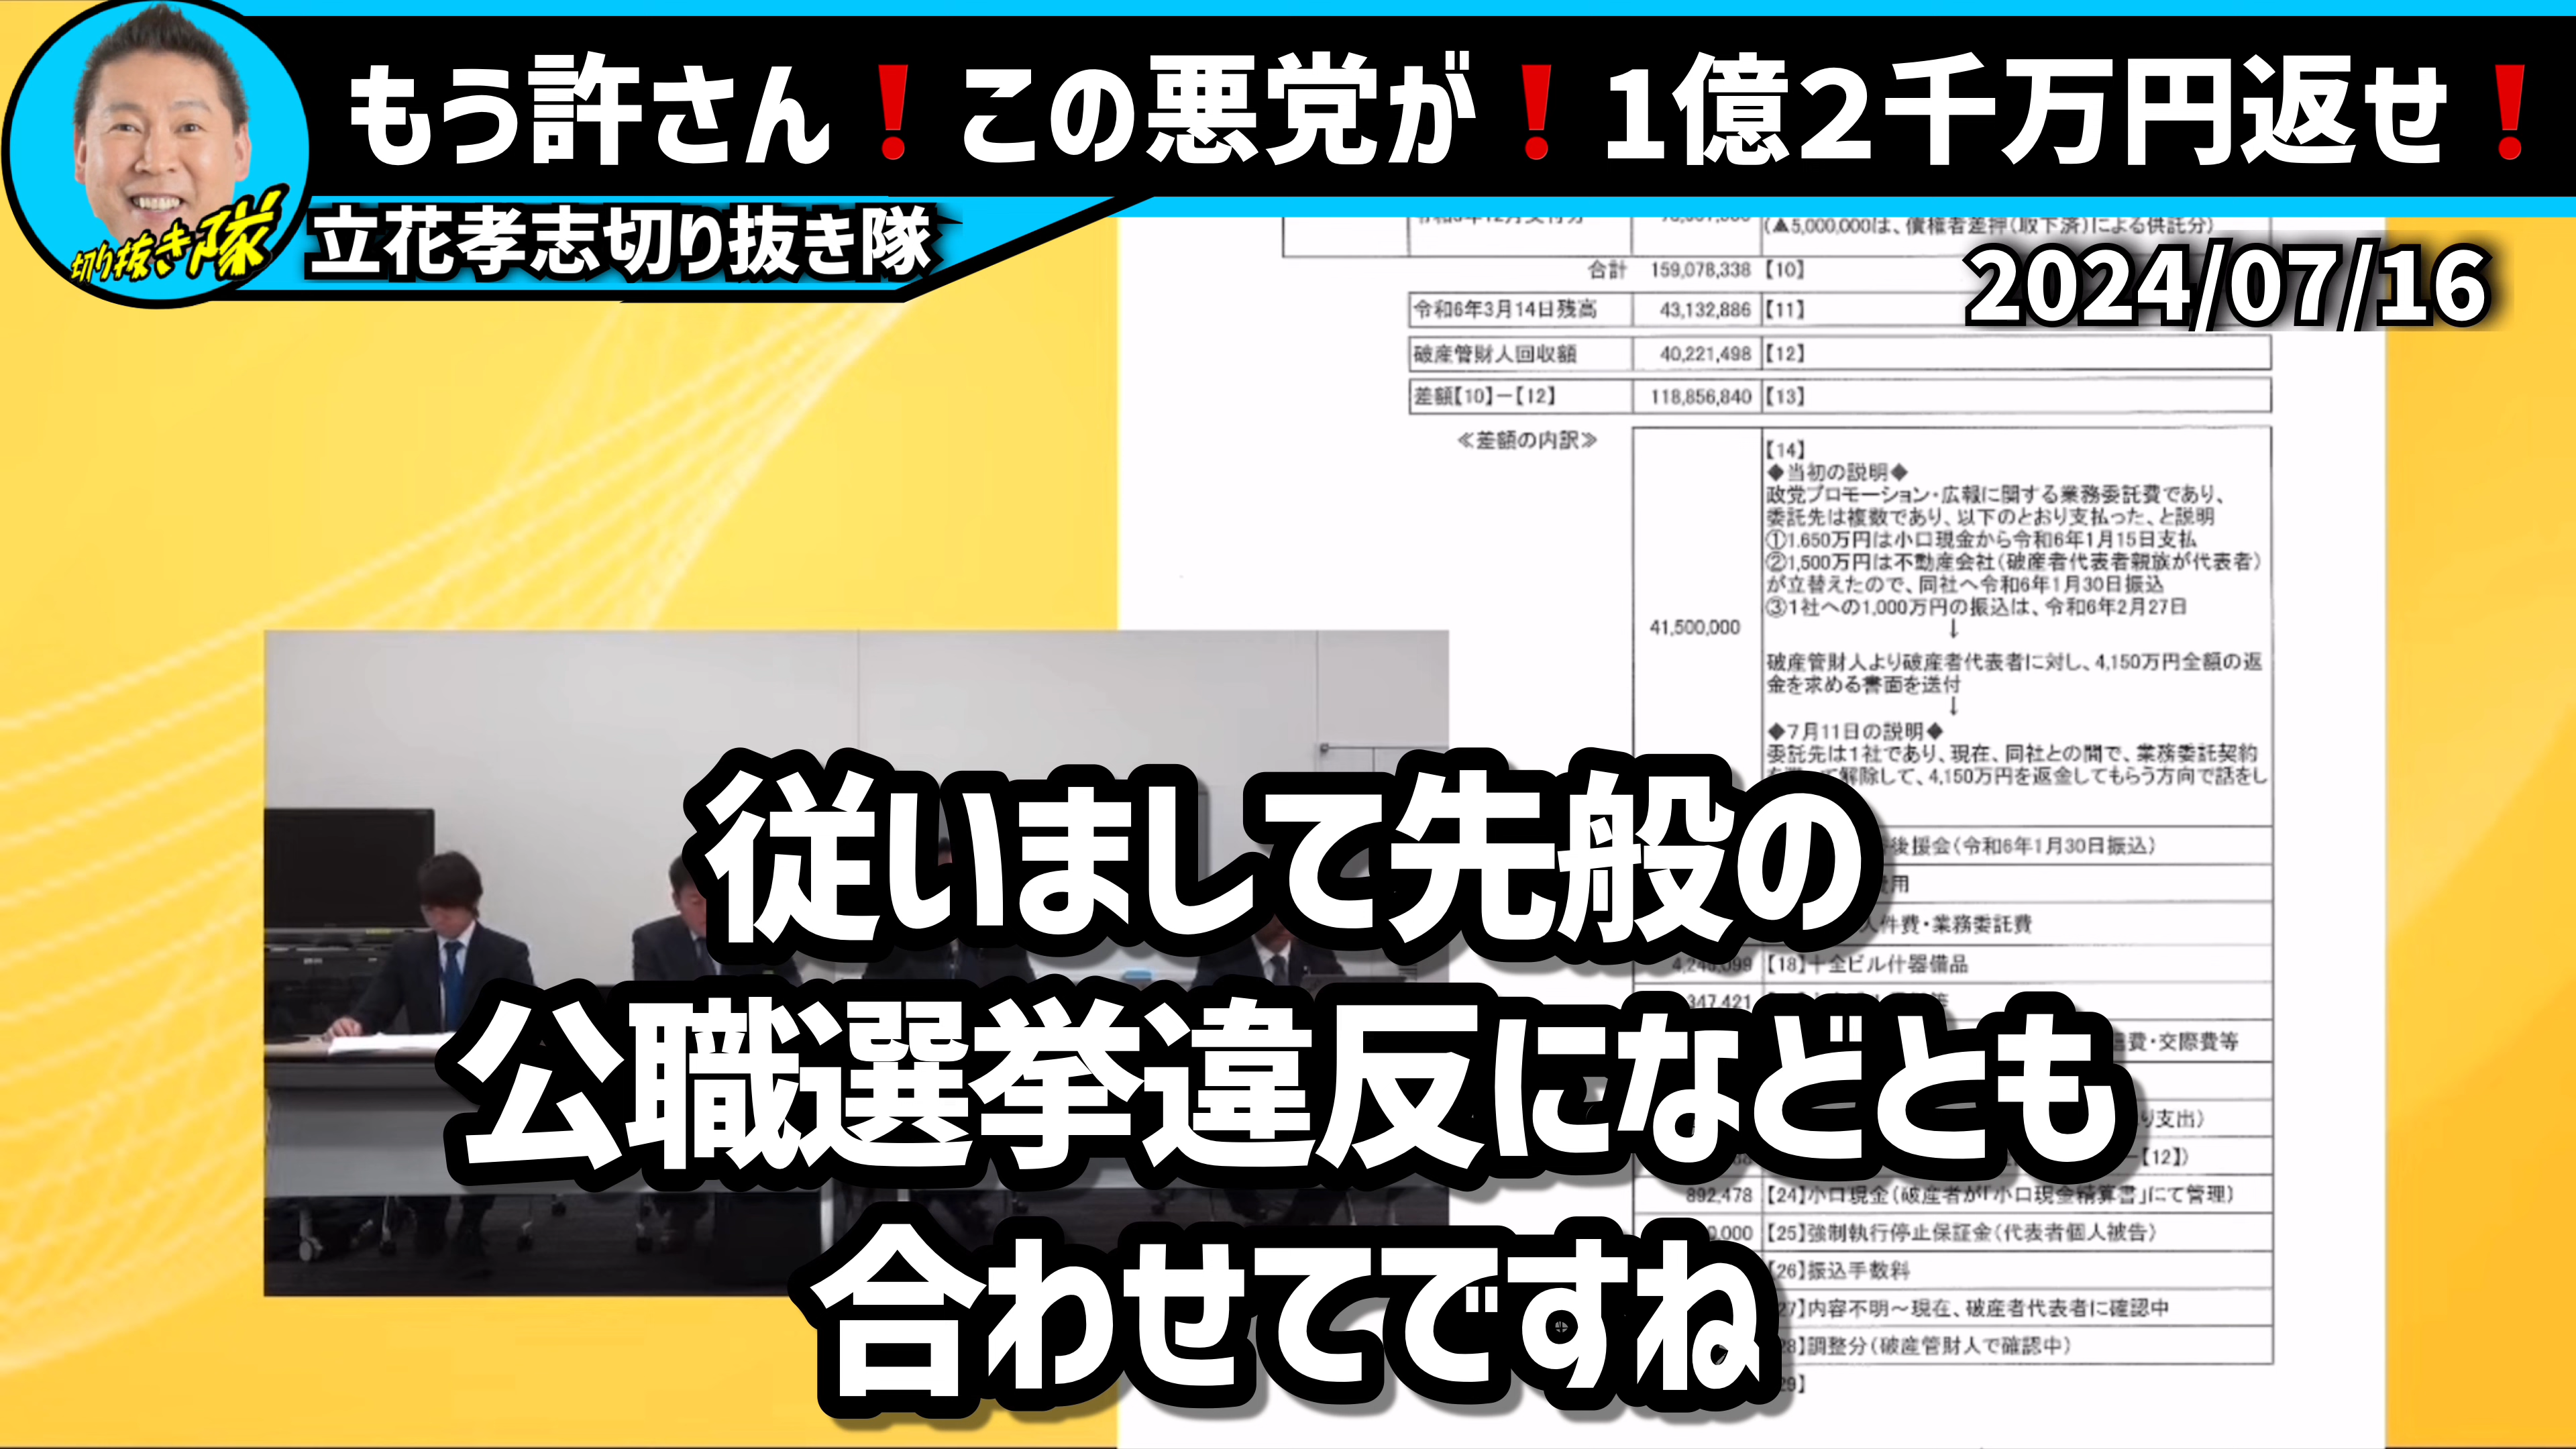 もう許さん❗この悪党が❗1億2千万円返せ❗
切り抜き隊
立花孝志切り抜き隊
2024/07/16
(▲5,000,000は、債権者差押(取下済)による供託分)
合計 159,078,338 【10】
令和6年3月14日残高 43,132,886 【11】
破産管財人回収額 40,221,498 【12】
差額【10】−【12】 118,856,840 【13】
≪差額の内訳≫
41,500,000
【14】
◆当初の説明◆
政党プロモーション・広報に関する業務委託費であり、
委託先は複数であり、以下のとおり支払った、と説明
①1,650万円は小口現金から令和6年1月15日支払
②1,500万円は不動産会社(破産者代表者親族が代表者)
が立替えたので、同社へ令和6年1月30日振込
③1社への1,000万円の振込は、令和6年2月27日
↓
破産管財人より破産者代表者に対し、4,150万円全額の返
金を求める書面を送付
↓
◆7月11日の説明◆
委託先は1社であり、現在、同社との間で、業務委託契約
解除して、4,150万円を返金してもらう方向で話をし
後援会(令和6年1月30日振込)
費用
人件費・業務委託費
【18】十全ビル什器備品
347,421
費・交際費等
り支出)
【12】)
892,478 【24】小口現金(破産者が「小口現金精算書」にて管理)
0,000 【25】強制執行停止保証金(代表者個人被告)
26】振込手数料
27】内容不明～現在、破産者代表者に確認中
28】調整分(破産管財人で確認中)
29】
従いまして先般の
公職選挙違反になどとも
合わせてですね